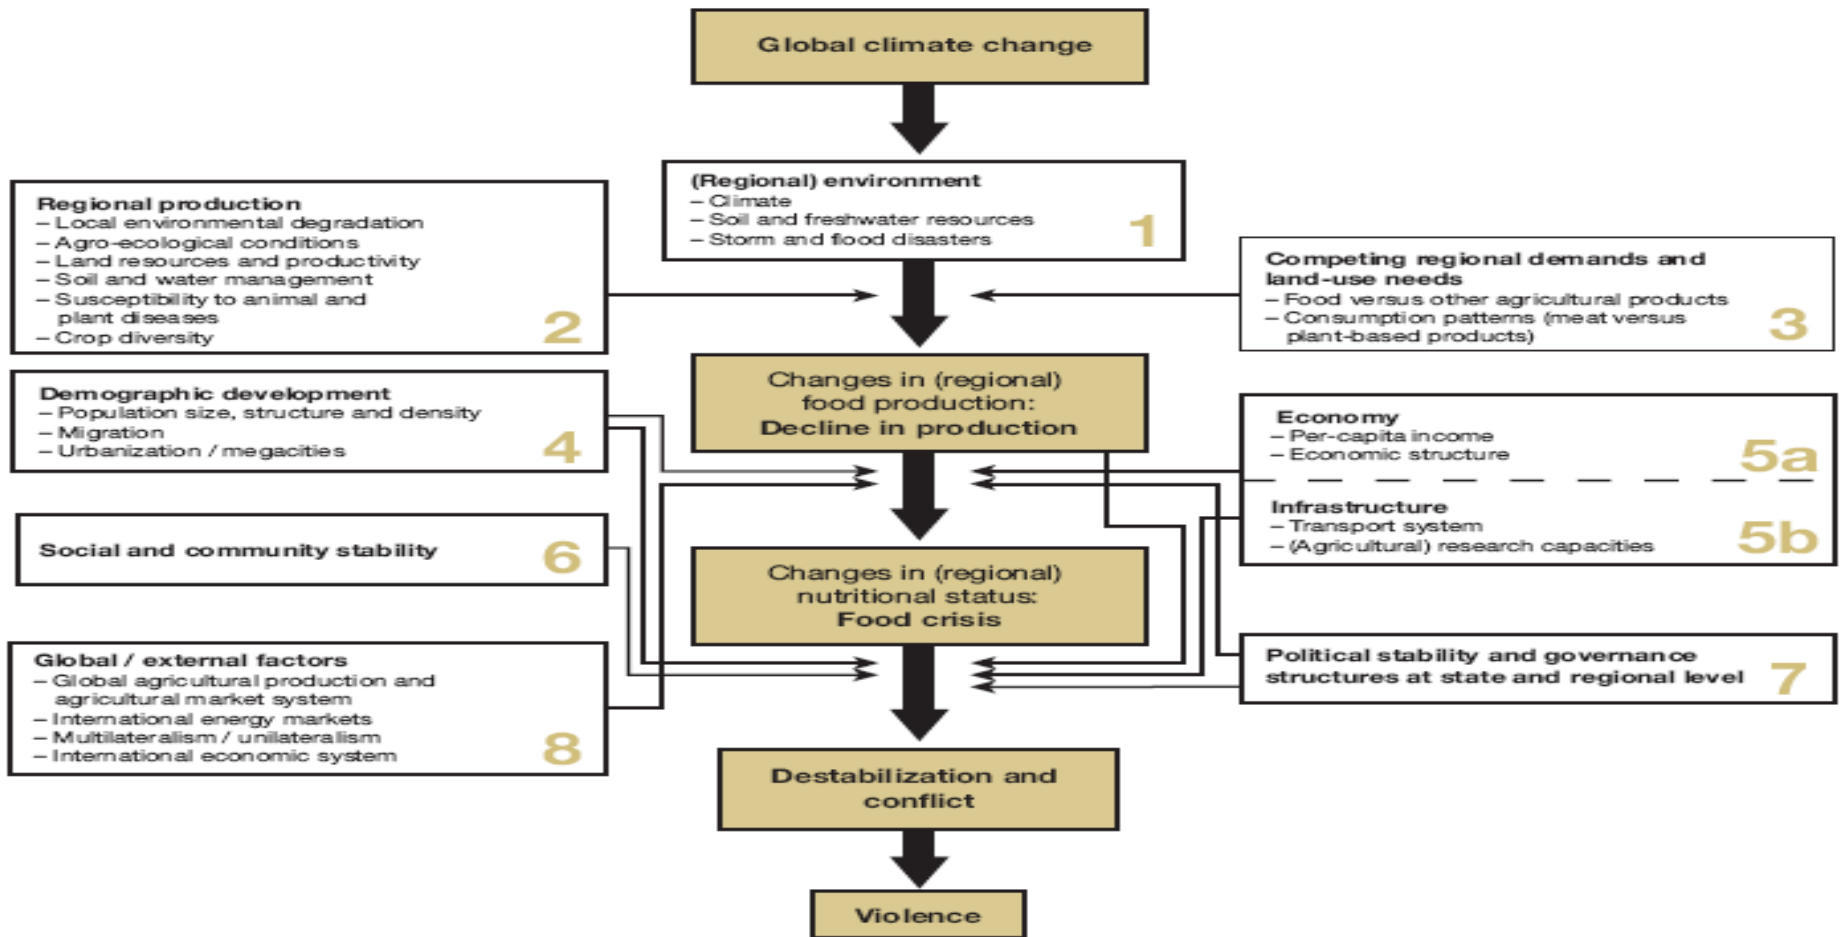 Global climate change
(Regional) environment
– Climate
– Soil and freshwater resources
– Storm and flood disasters
1
Regional production
– Local environmental degradation
– Agro-ecological conditions
– Land resources and productivity
– Soil and water management
– Susceptibility to animal and
plant diseases
– Crop diversity
2
Competing regional demands and
land-use needs
– Food versus other agricultural products
– Consumption patterns (meat versus
plant-based products)
3
Changes in (regional)
food production:
Decline in production
Demographic development
– Population size, structure and density
– Migration
– Urbanization / megacities
4
Economy
– Per-capita income
– Economic structure
5a
Infrastructure
– Transport system
– (Agricultural) research capacities
5b
Social and community stability
6
Changes in (regional)
nutritional status:
Food crisis
Political stability and governance
structures at state and regional level
7
Global / external factors
– Global agricultural production and
agricultural market system
– International energy markets
– Multilateralism / unilateralism
– International economic system
8
Destabilization and
conflict
Violence